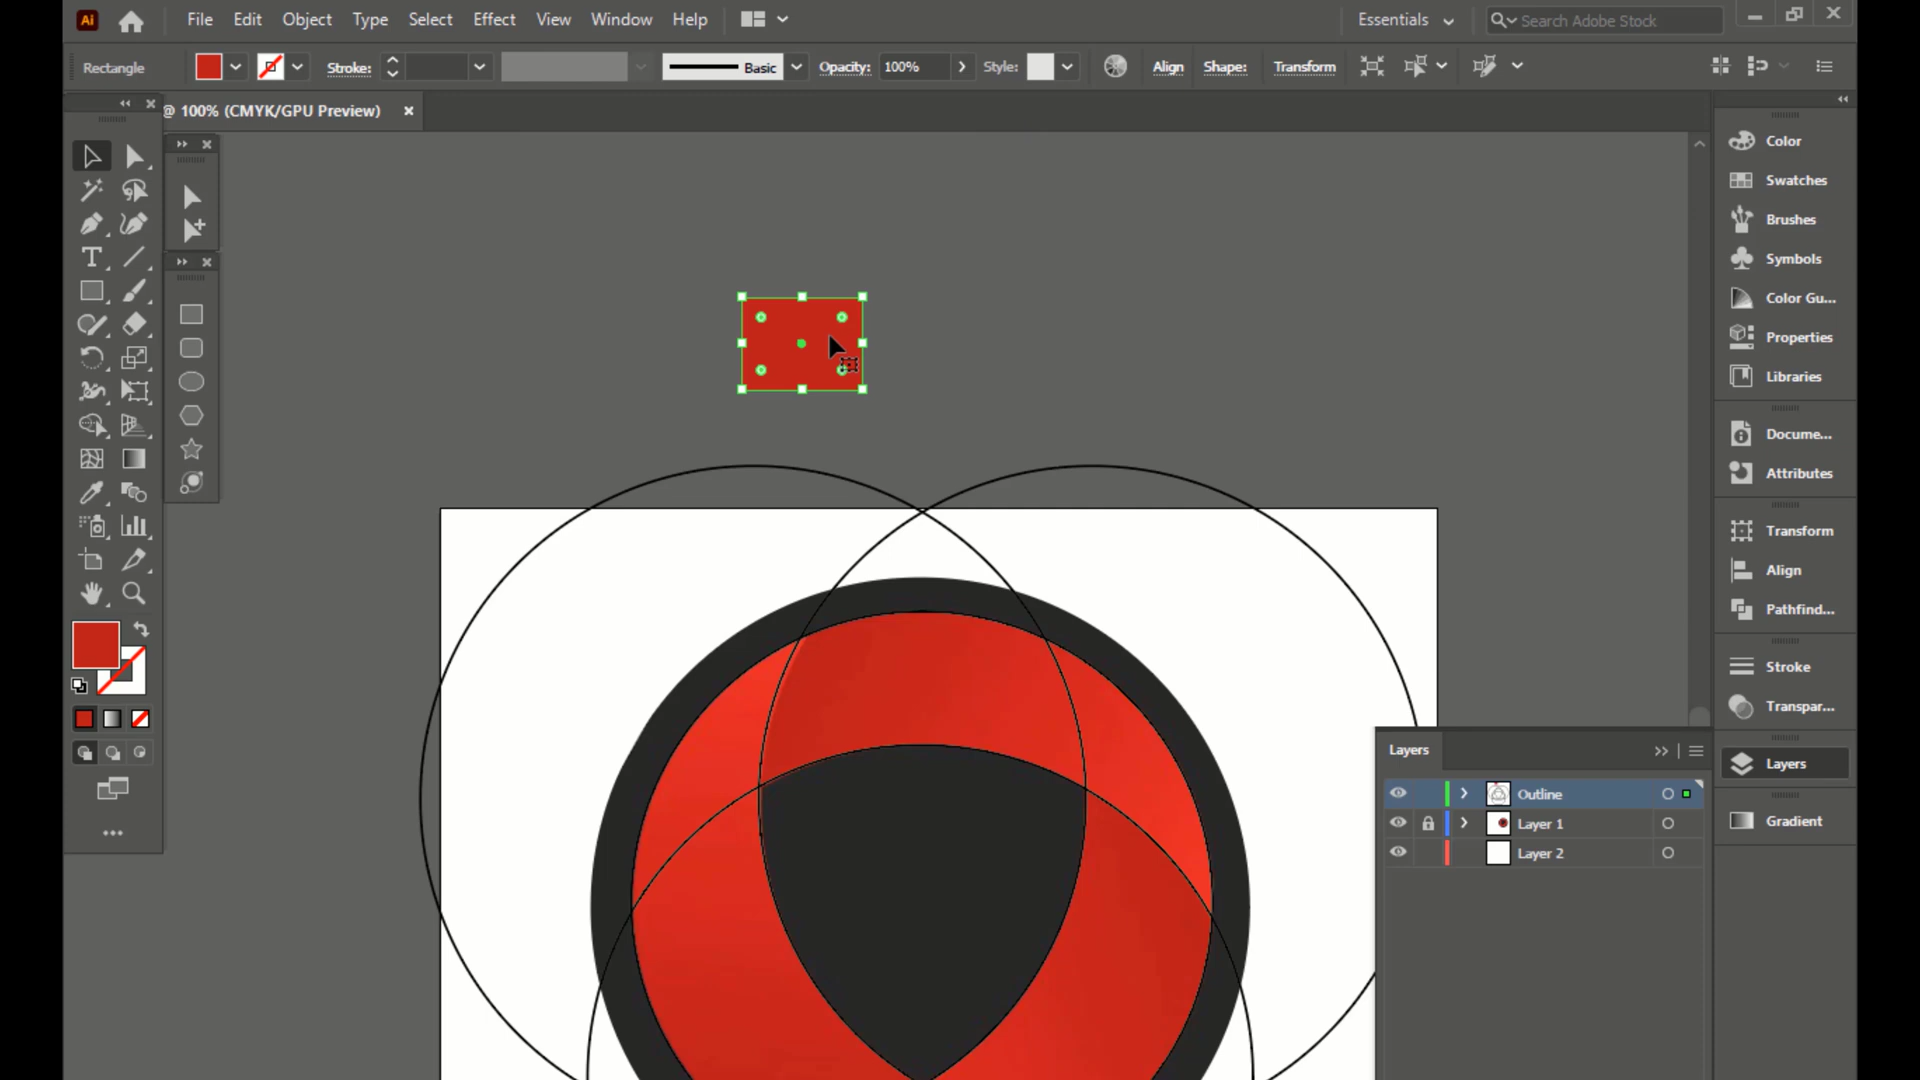 Ai File Edit Object Type Select Effect View Window Help Essentials Search Adobe Stock
Rectangle Stroke: Basic Opacity: 100% Style: Align Shape: Transform
@ 100% (CMYK/GPU Preview)
Color
Swatches
Brushes
Symbols
Color Gu...
Properties
Libraries
Docume...
Attributes
Transform
Align
Pathfind...
Stroke
Transpar...
Layers
Gradient
Layers
Outline
Layer 1
Layer 2